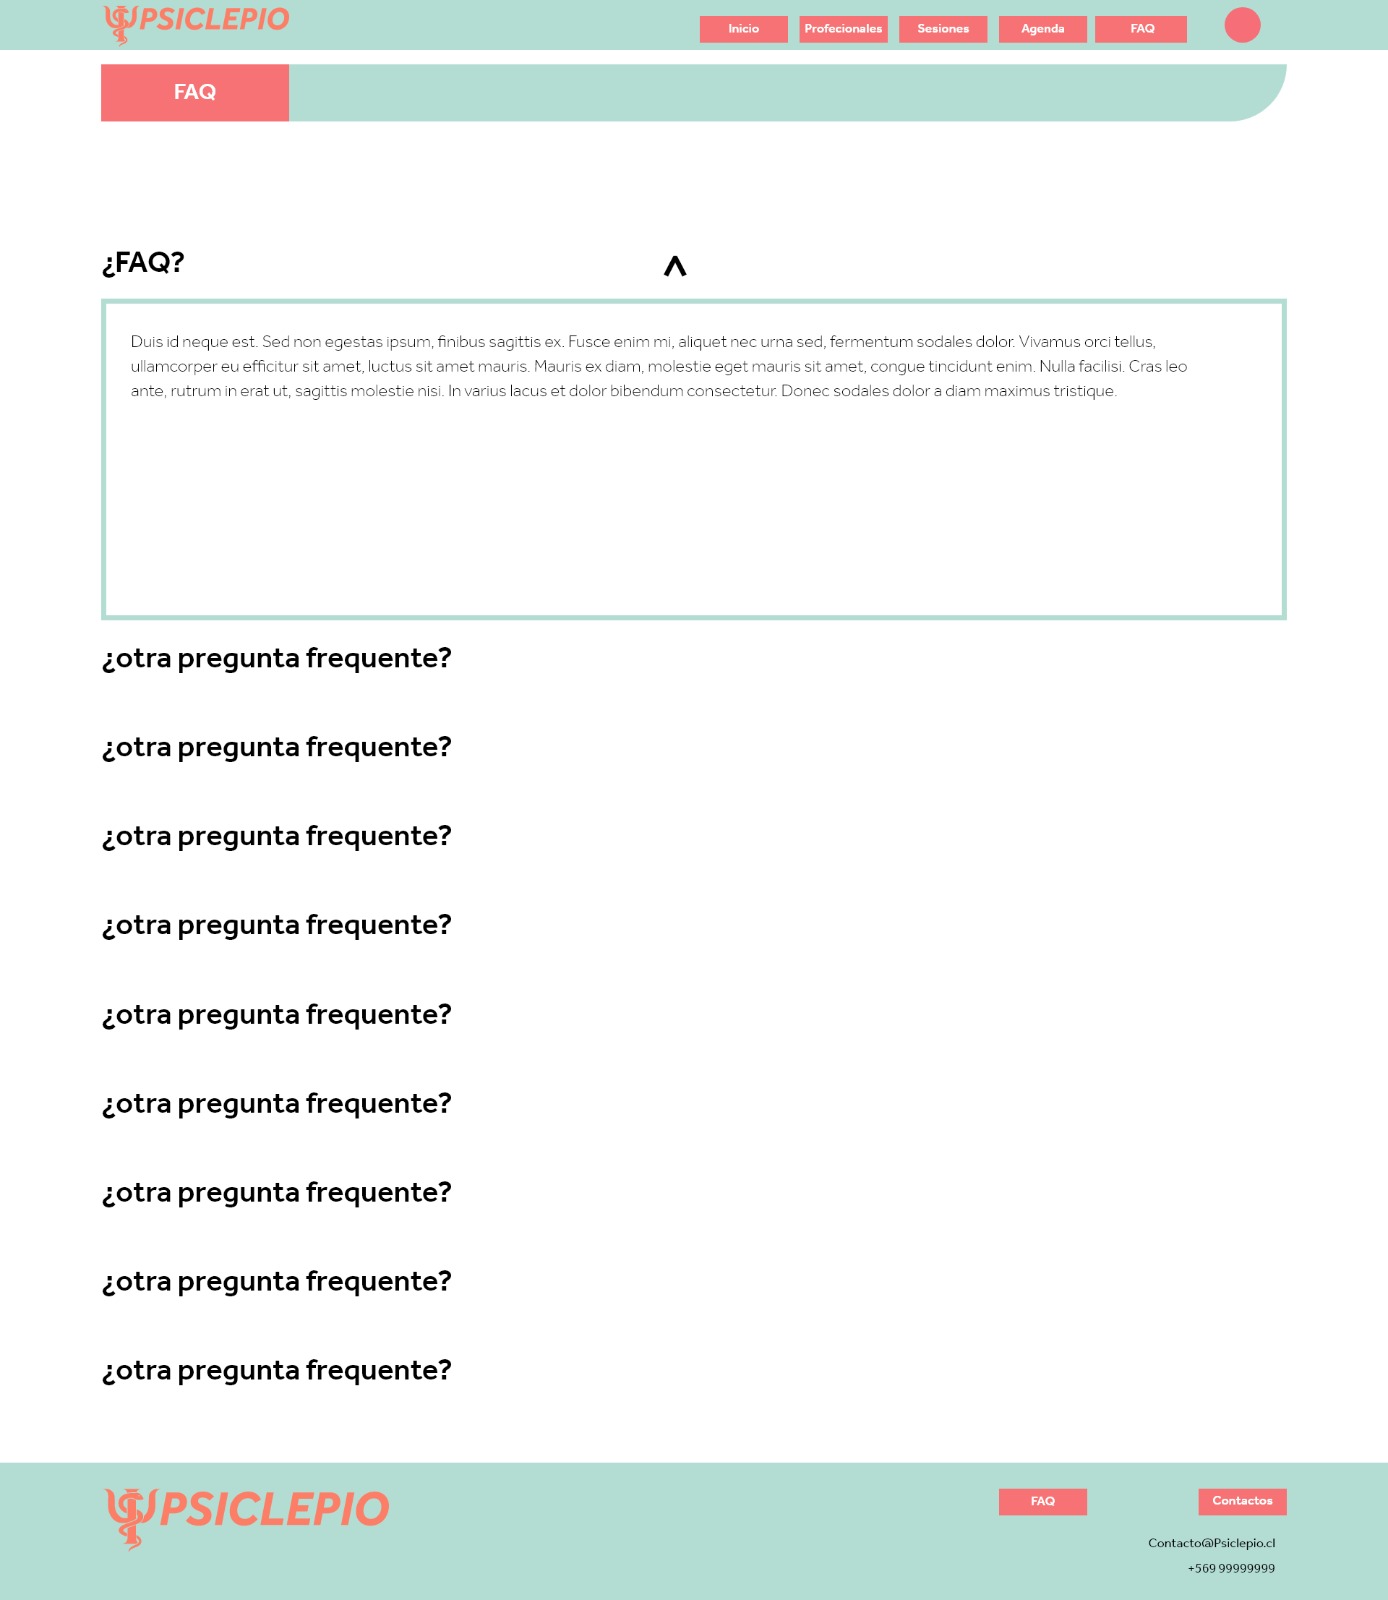 PSICLEPIO
Inicio
Profecionales
Sesiones
Agenda
FAQ
FAQ
¿FAQ?
Duis id neque est. Sed non egestas ipsum, finibus sagittis ex. Fusce enim mi, aliquet nec urna sed, fermentum sodales dolor. Vivamus orci tellus,
ullamcorper eu efficitur sit amet, luctus sit amet mauris. Mauris ex diam, molestie eget mauris sit amet, congue tincidunt enim. Nulla facilisi. Cras leo
ante, rutrum in erat ut, sagittis molestie nisi. In varius lacus et dolor bibendum consectetur. Donec sodales dolor a diam maximus tristique.
¿otra pregunta frequente?
¿otra pregunta frequente?
¿otra pregunta frequente?
¿otra pregunta frequente?
¿otra pregunta frequente?
¿otra pregunta frequente?
¿otra pregunta frequente?
¿otra pregunta frequente?
¿otra pregunta frequente?
PSICLEPIO
FAQ
Contactos
Contacto@Psiclepio.cl
+569 99999999